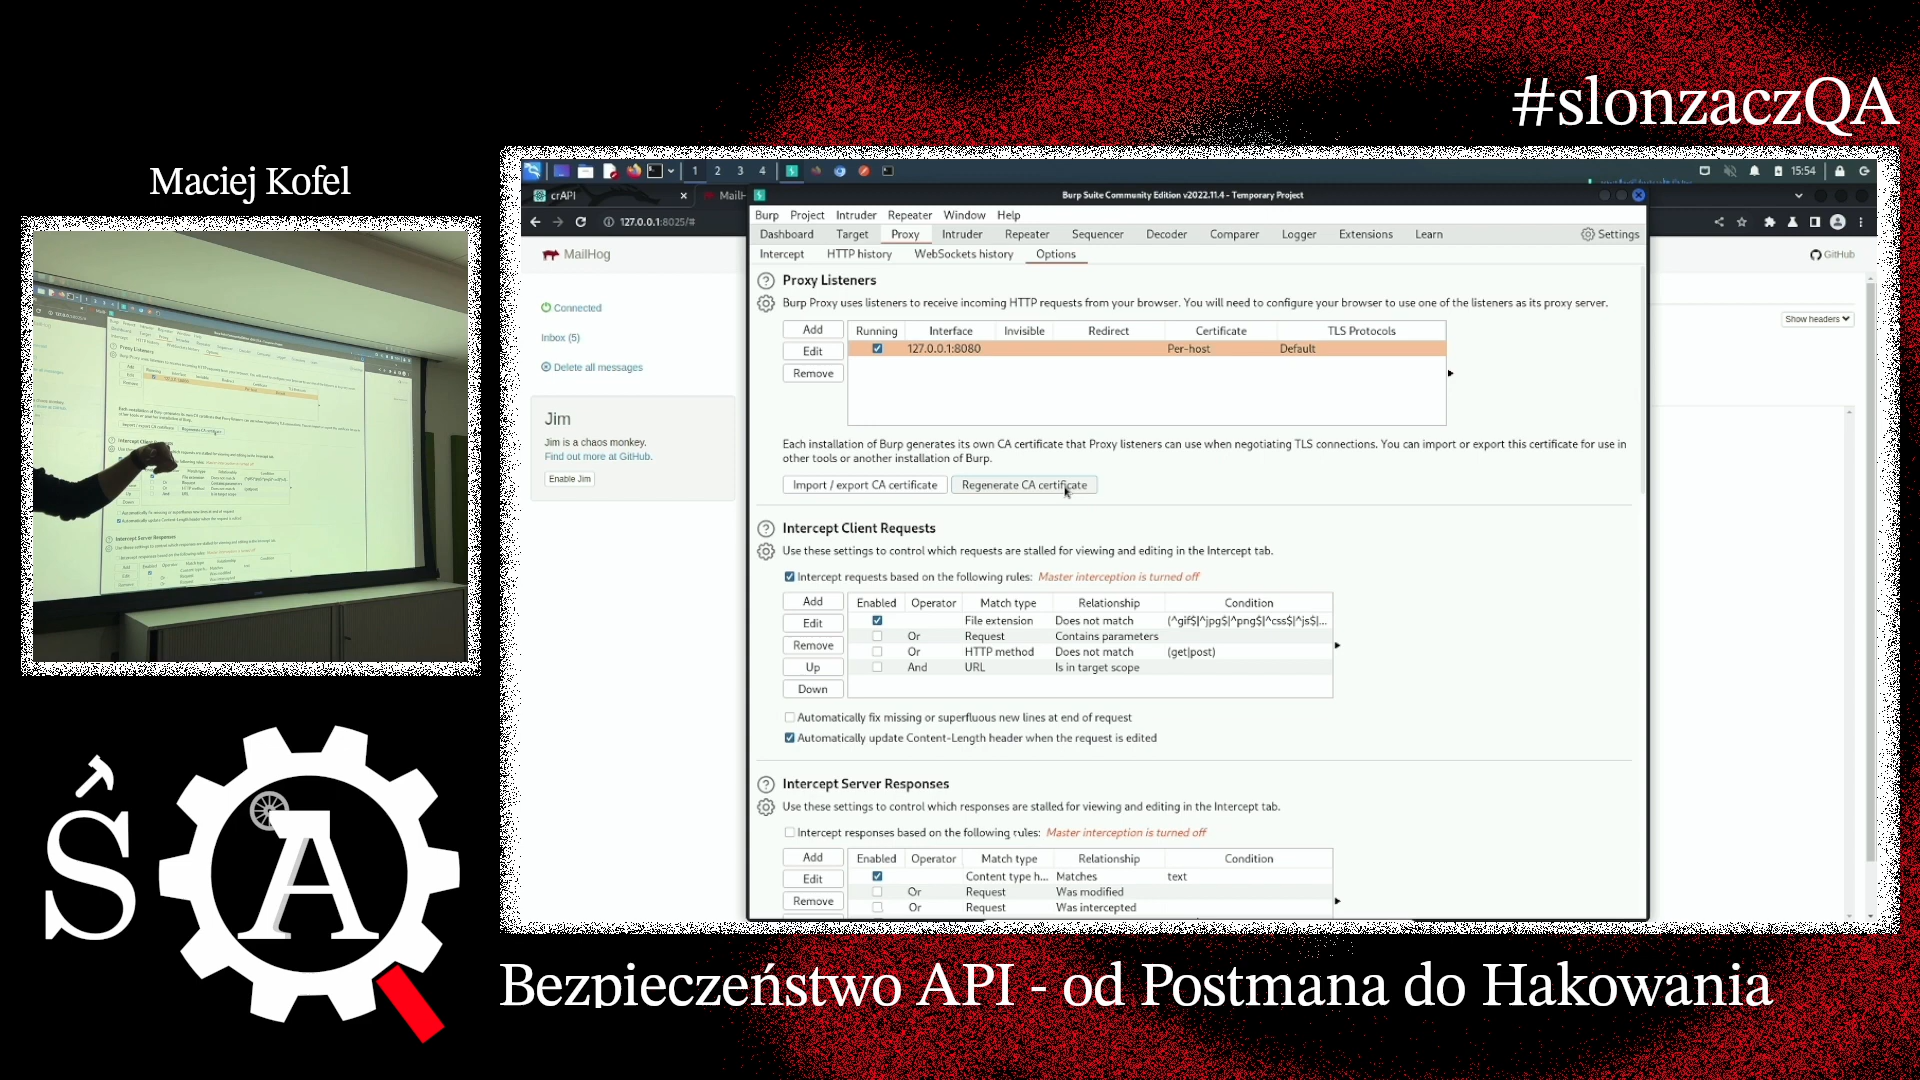 #slonzaczQA
Maciej Kofel
1 2 3 4
15:54
crAPI
MailH
Burp Suite Community Edition v2022.11.4 - Temporary Project
127.0.0.1:8025/#
Burp Project Intruder Repeater Window Help
Dashboard Target Proxy Intruder Repeater Sequencer Decoder Comparer Logger Extensions Learn Settings
Intercept HTTP history WebSockets history Options
MailHog
GitHub
Connected
Inbox (5)
Delete all messages
Jim
Jim is a chaos monkey.
Find out more at GitHub.
Enable Jim
Show headers
Proxy Listeners
Burp Proxy uses listeners to receive incoming HTTP requests from your browser. You will need to configure your browser to use one of the listeners as its proxy server.
Add
Edit
Remove
Running Interface Invisible Redirect Certificate TLS Protocols
127.0.0.1:8080 Per-host Default
Each installation of Burp generates its own CA certificate that Proxy listeners can use when negotiating TLS connections. You can import or export this certificate for use in
other tools or another installation of Burp.
Import / export CA certificate Regenerate CA certificate
Intercept Client Requests
Use these settings to control which requests are stalled for viewing and editing in the Intercept tab.
Intercept requests based on the following rules: Master interception is turned off
Add
Edit
Remove
Up
Down
Enabled Operator Match type Relationship Condition
File extension Does not match (^gif$|^jpg$|^png$|^css$|^js$|...
Or Request Contains parameters
Or HTTP method Does not match (get|post)
And URL Is in target scope
Automatically fix missing or superfluous new lines at end of request
Automatically update Content-Length header when the request is edited
Intercept Server Responses
Use these settings to control which responses are stalled for viewing and editing in the Intercept tab.
Intercept responses based on the following rules: Master interception is turned off
Add
Edit
Remove
Enabled Operator Match type Relationship Condition
Content type h... Matches text
Or Request Was modified
Or Request Was intercepted
Ś A
Bezpieczeństwo API - od Postmana do Hakowania